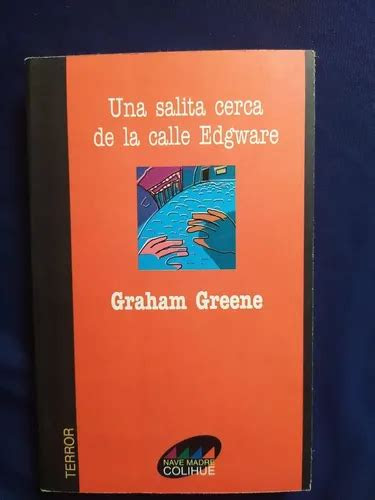 Una salita cerca
de la calle Edgware
Graham Greene
TERROR
NAVE MADRE
COLIHUE